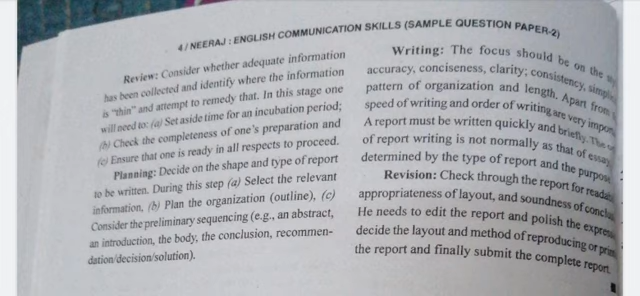 4 / NEERAJ : ENGLISH COMMUNICATION SKILLS (SAMPLE QUESTION PAPER-2)
Review: Consider whether adequate information
has been collected and identify where the information
is "thin" and attempt to remedy that. In this stage one
will need to: (a) Set aside time for an incubation period;
(b) Check the completeness of one's preparation and
(c) Ensure that one is ready in all respects to proceed.
Planning: Decide on the shape and type of report
to be written. During this step (a) Select the relevant
information, (b) Plan the organization (outline), (c)
Consider the preliminary sequencing (e.g., an abstract,
an introduction, the body, the conclusion, recommen-
dation/decision/solution).
Writing: The focus should be on the
accuracy, conciseness, clarity; consistency,
pattern of organization and length. Apart from
speed of writing and order of writing are very
A report must be written quickly and briefly. The
of report writing is not normally as that of
determined by the type of report and the
Revision: Check through the report for
appropriateness of layout, and soundness of
He needs to edit the report and polish the
decide the layout and method of reproducing or
the report and finally submit the complete report.